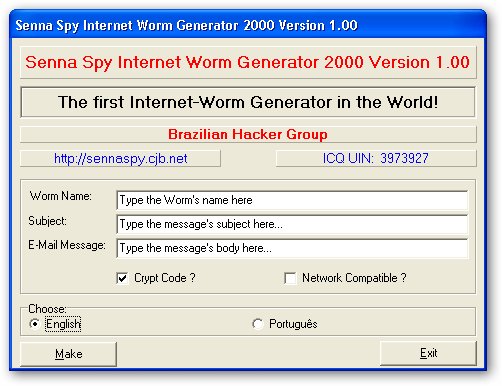 Senna Spy Internet Worm Generator 2000 Version 1.00
Senna Spy Internet Worm Generator 2000 Version 1.00
The first Internet-Worm Generator in the World!
Brazilian Hacker Group
http://sennaspy.cjb.net
ICQ UIN: 3973927
Worm Name: Type the Worm's name here
Subject: Type the message's subject here...
E-Mail Message: Type the message's body here...
Crypt Code ? Network Compatible ?
Choose:
English Português
Make Exit